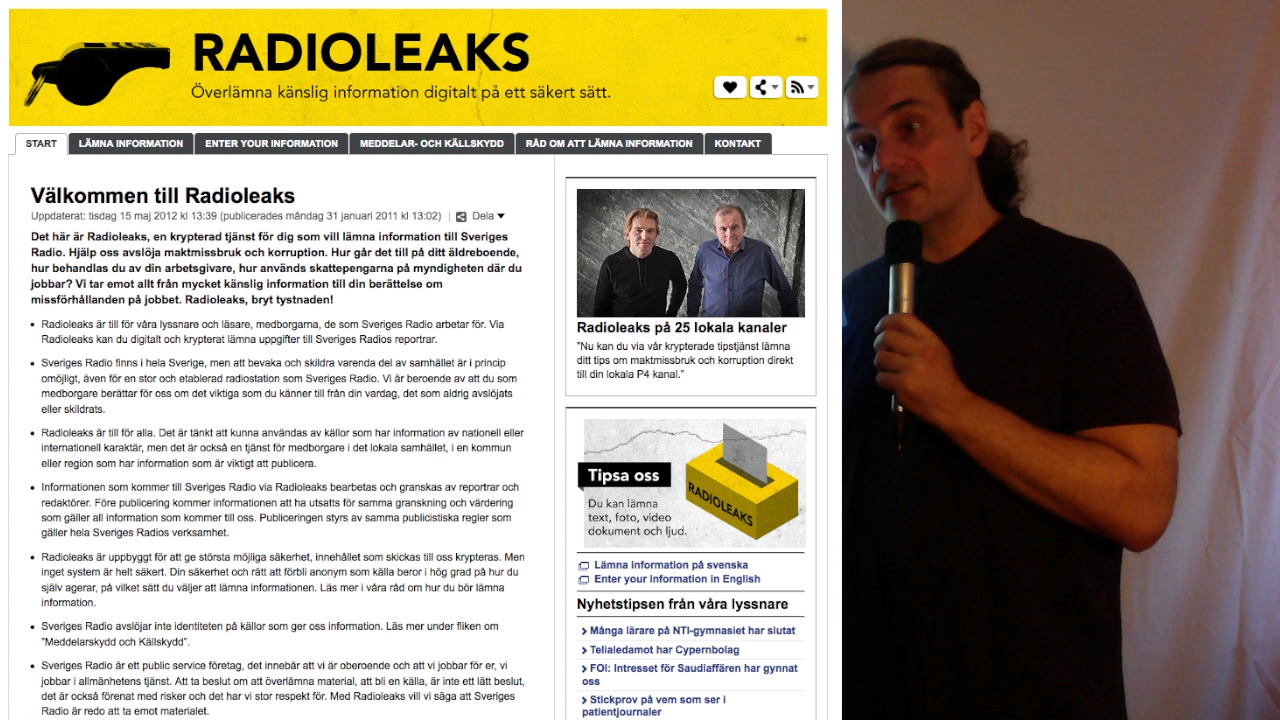 RADIOLEAKS
Överlämna känslig information digitalt på ett säkert sätt.
START
LÄMNA INFORMATION
ENTER YOUR INFORMATION
MEDDELAR- OCH KÄLLSKYDD
RÅD OM ATT LÄMNA INFORMATION
KONTAKT
Välkommen till Radioleaks
Uppdaterat: tisdag 15 maj 2012 kl 13:39 (publicerades måndag 31 januari 2011 kl 13:02)
Dela
Det här är Radioleaks, en krypterad tjänst för dig som vill lämna information till Sveriges
Radio. Hjälp oss avslöja maktmissbruk och korruption. Hur går det till på ditt äldreboende,
hur behandlas du av din arbetsgivare, hur används skattepengarna på myndigheten där du
jobbar? Vi tar emot allt från mycket känslig information till din berättelse om
missförhållanden på jobbet. Radioleaks, bryt tystnaden!
• Radioleaks är till för våra lyssnare och läsare, medborgarna, de som Sveriges Radio arbetar för. Via
Radioleaks kan du digitalt och krypterat lämna uppgifter till Sveriges Radios reportrar.
• Sveriges Radio finns i hela Sverige, men att bevaka och skildra varenda del av samhället är i princip
omöjligt, även för en stor och etablerad radiostation som Sveriges Radio. Vi är beroende av att du som
medborgare berättar för oss om det viktiga som du känner till från din vardag, det som aldrig avslöjats
eller skildrats.
• Radioleaks är till för alla. Det är tänkt att kunna användas av källor som har information av nationell eller
internationell karaktär, men det är också en tjänst för medborgare i det lokala samhället, i en kommun
eller region som har information som är viktigt att publicera.
• Informationen som kommer till Sveriges Radio via Radioleaks bearbetas och granskas av reportrar och
redaktörer. Före publicering kommer informationen att ha utsatts för samma granskning och värdering
som gäller all information som kommer till oss. Publiceringen styrs av samma publicistiska regler som
gäller hela Sveriges Radios verksamhet.
• Radioleaks är uppbyggt för att ge största möjliga säkerhet, innehållet som skickas till oss krypteras. Men
inget system är helt säkert. Din säkerhet och rätt att förbli anonym som källa beror i hög grad på hur du
själv agerar, på vilket sätt du väljer att lämna informationen. Läs mer i våra råd om hur du bör lämna
information.
• Sveriges Radio avslöjar inte identiteten på källor som ger oss information. Läs mer under fliken om
"Meddelarskydd och Källskydd".
• Sveriges Radio är ett public service företag, det innebär att vi är oberoende och att vi jobbar för er, vi
jobbar i allmänhetens tjänst. Att ta beslut om att överlämna material, att bli en källa, är inte ett lätt beslut,
det är också förenat med risker och det har vi stor respekt för. Med Radioleaks vill vi säga att Sveriges
Radio är redo att ta emot materialet.
Radioleaks på 25 lokala kanaler
"Nu kan du via vår krypterade tipstjänst lämna
ditt tips om maktmissbruk och korruption direkt
till din lokala P4 kanal."
Tipsa oss
Du kan lämna
text, foto, video
dokument och ljud.
RADIOLEAKS
Lämna information på svenska
Enter your information in English
Nyhetstipsen från våra lyssnare
Många lärare på NTI-gymnasiet har slutat
Telialedamot har Cypernbolag
FOI: Intresset för Saudiaffären har gynnat
oss
Stickprov på vem som ser i
patientjournaler